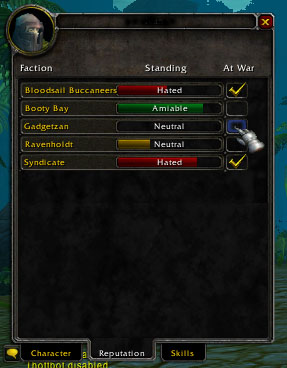 Faction Standing At War
Bloodsail Buccaneers Hated
Booty Bay Amiable
Gadgetzan Neutral
Ravenholdt Neutral
Syndicate Hated
Character Reputation Skills
disabled.